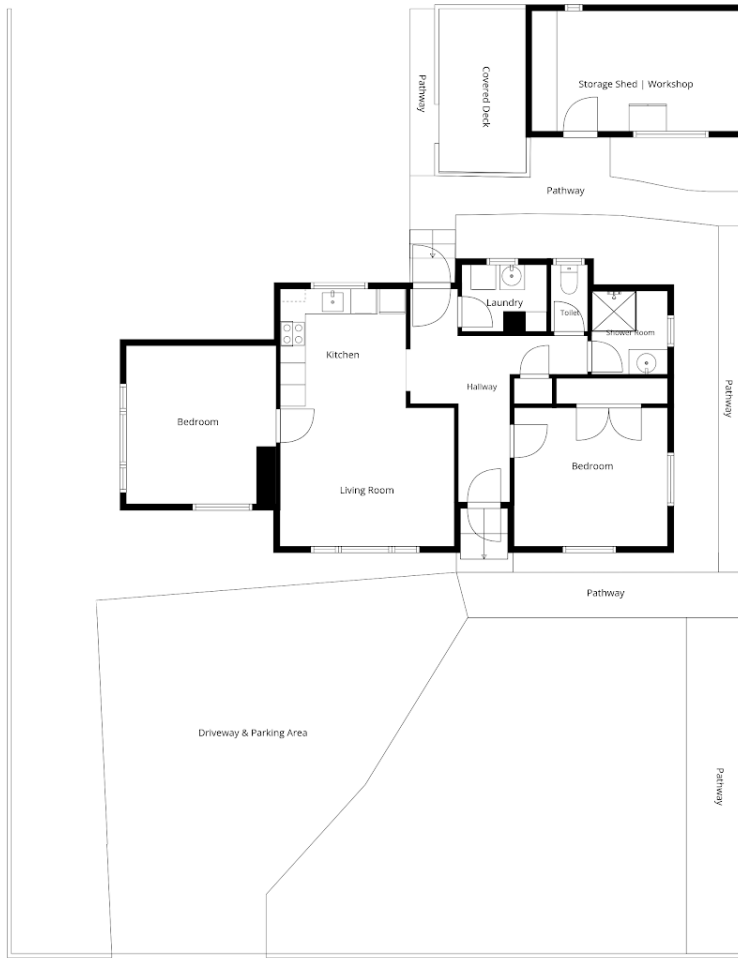 Pathway
Covered Deck
Storage Shed | Workshop
Pathway
Laundry
Toilet
Shower Room
Kitchen
Hallway
Pathway
Bedroom
Bedroom
Living Room
Pathway
Driveway & Parking Area
Pathway